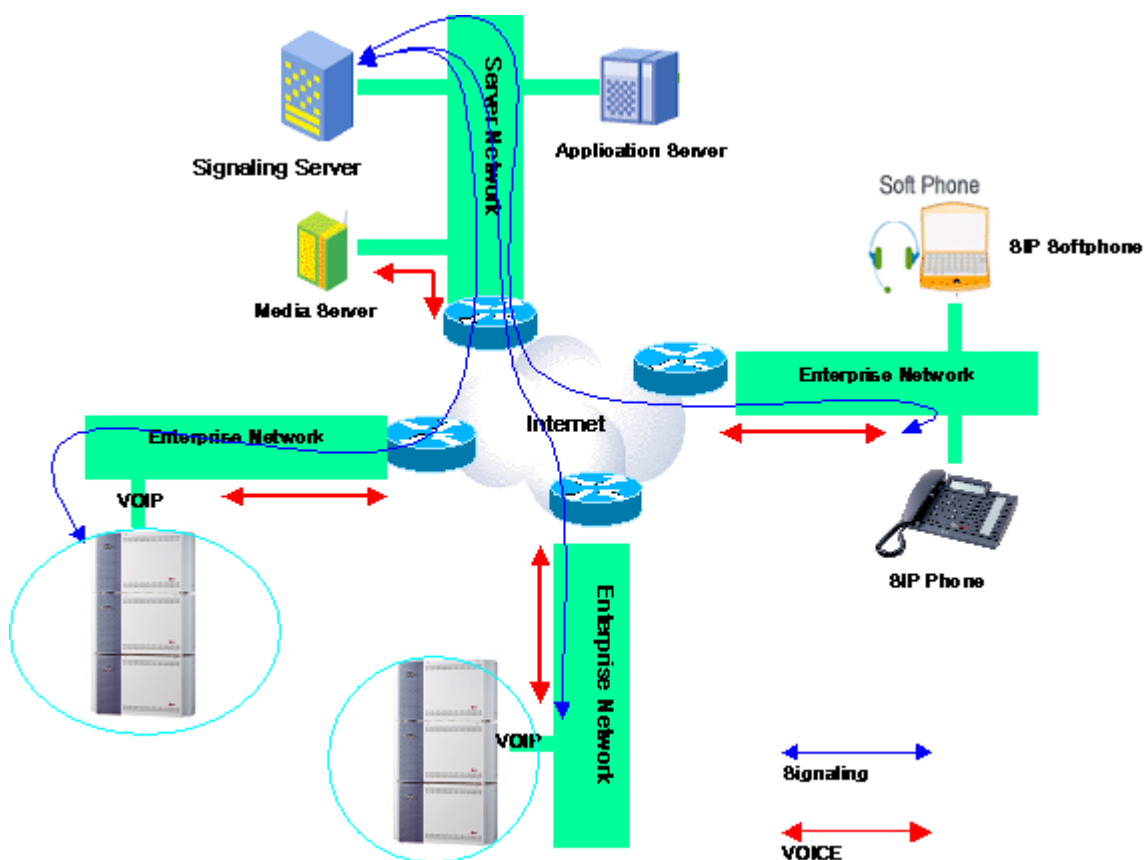 Server Network
Signaling Server
Application Server
Media Server
Soft Phone
SIP Softphone
Enterprise Network
Internet
Enterprise Network
VOIP
SIP Phone
Enterprise Network
VOIP
Signaling
VOICE